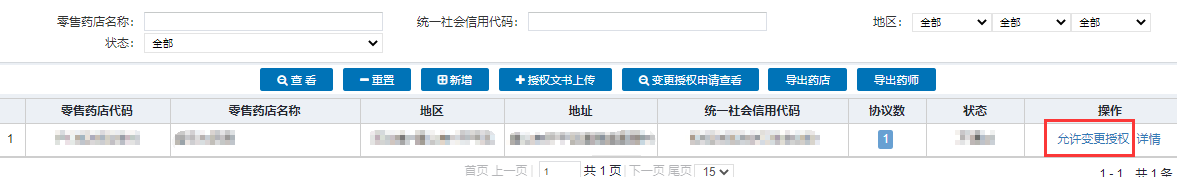 零售药店名称： 统一社会信用代码： 地区： 全部 全部 全部
状态： 全部
查 看 重置 新增 授权文书上传 变更授权申请查看 导出药店 导出药师
零售药店代码 零售药店名称 地区 地址 统一社会信用代码 协议数 状态 操作
1 1 允许变更授权 详情
首页 上一页 | 1 共 1 页 | 下一页 尾页 15 1 - 1 共 1 条